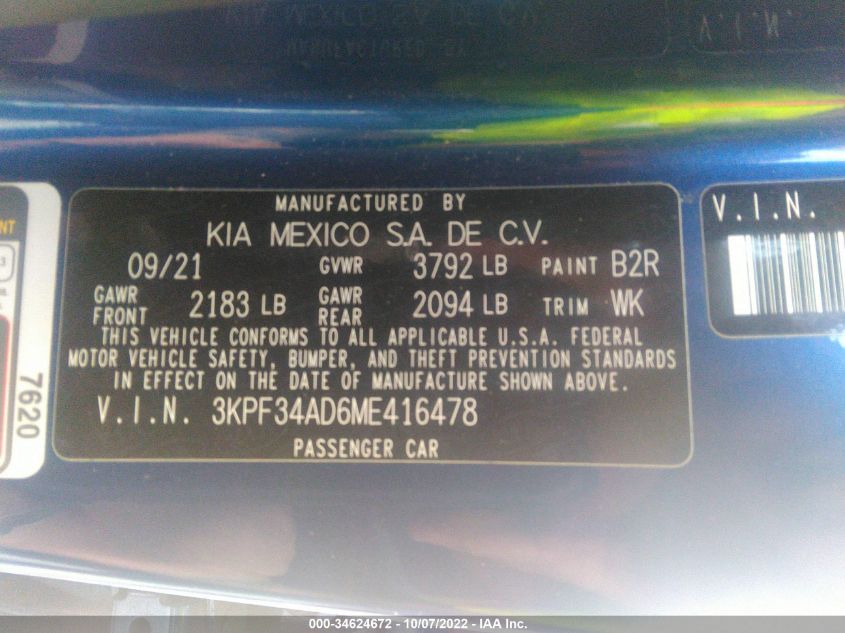 MANUFACTURED BY
KIA MEXICO S.A. DE C.V.
09/21 GVWR 3792 LB PAINT B2R
GAWR FRONT 2183 LB GAWR REAR 2094 LB TRIM WK
THIS VEHICLE CONFORMS TO ALL APPLICABLE U.S.A. FEDERAL
MOTOR VEHICLE SAFETY, BUMPER, AND THEFT PREVENTION STANDARDS
IN EFFECT ON THE DATE OF MANUFACTURE SHOWN ABOVE.
V.I.N. 3KPF34AD6ME416478
PASSENGER CAR
V.I.N.
7620
000-34624672 - 10/07/2022 - IAA Inc.